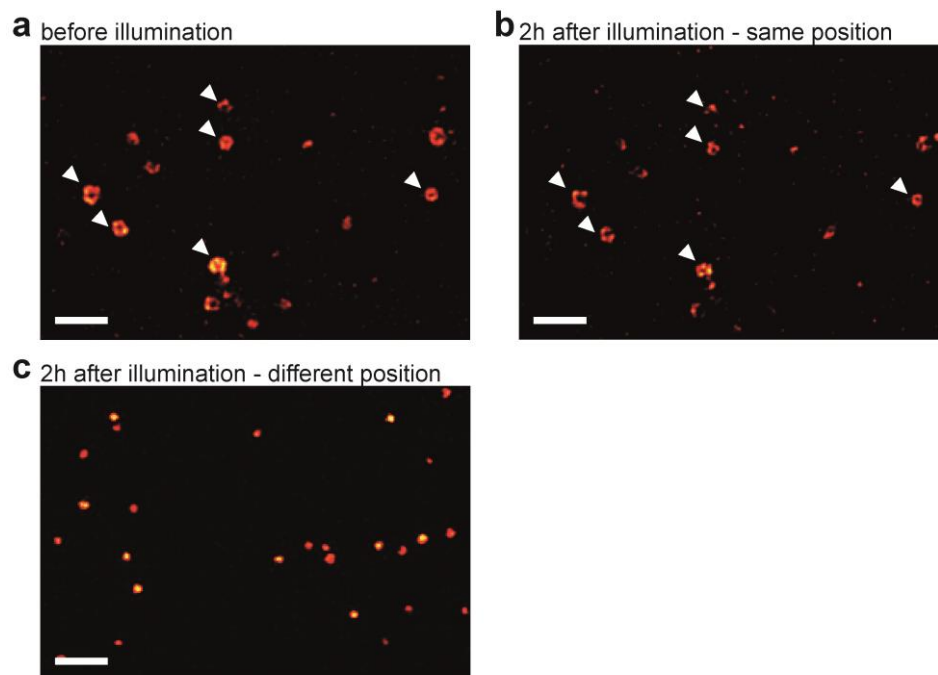 a before illumination
b 2h after illumination - same position
c 2h after illumination - different position